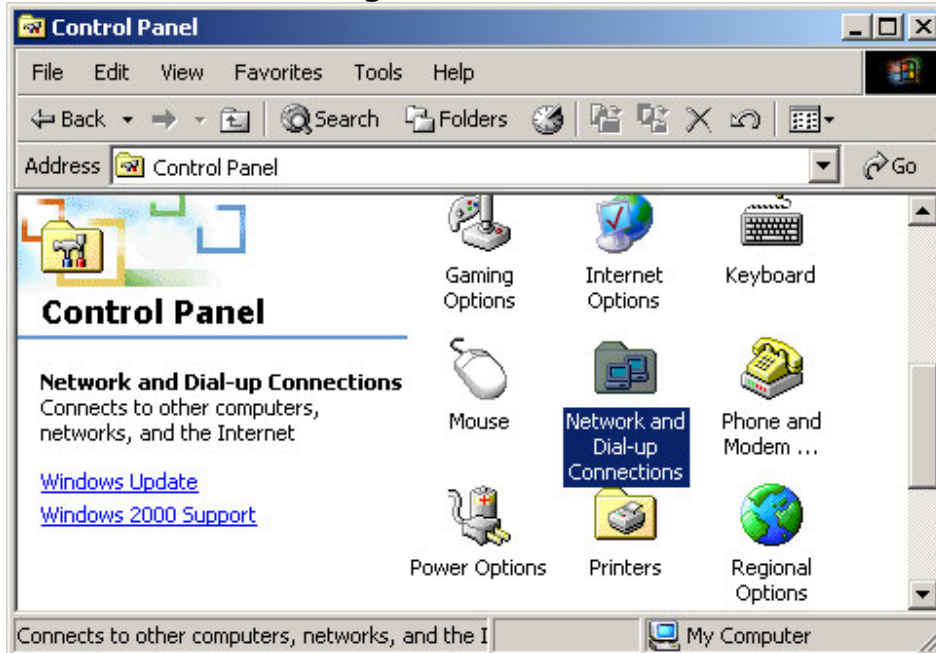 Control Panel
File Edit View Favorites Tools Help
Back Search Folders
Address Control Panel Go
Control Panel
Network and Dial-up Connections
Connects to other computers,
networks, and the Internet
Windows Update
Windows 2000 Support
Gaming
Options
Internet
Options
Keyboard
Mouse
Network and
Dial-up
Connections
Phone and
Modem ...
Power Options
Printers
Regional
Options
Connects to other computers, networks, and the I
My Computer